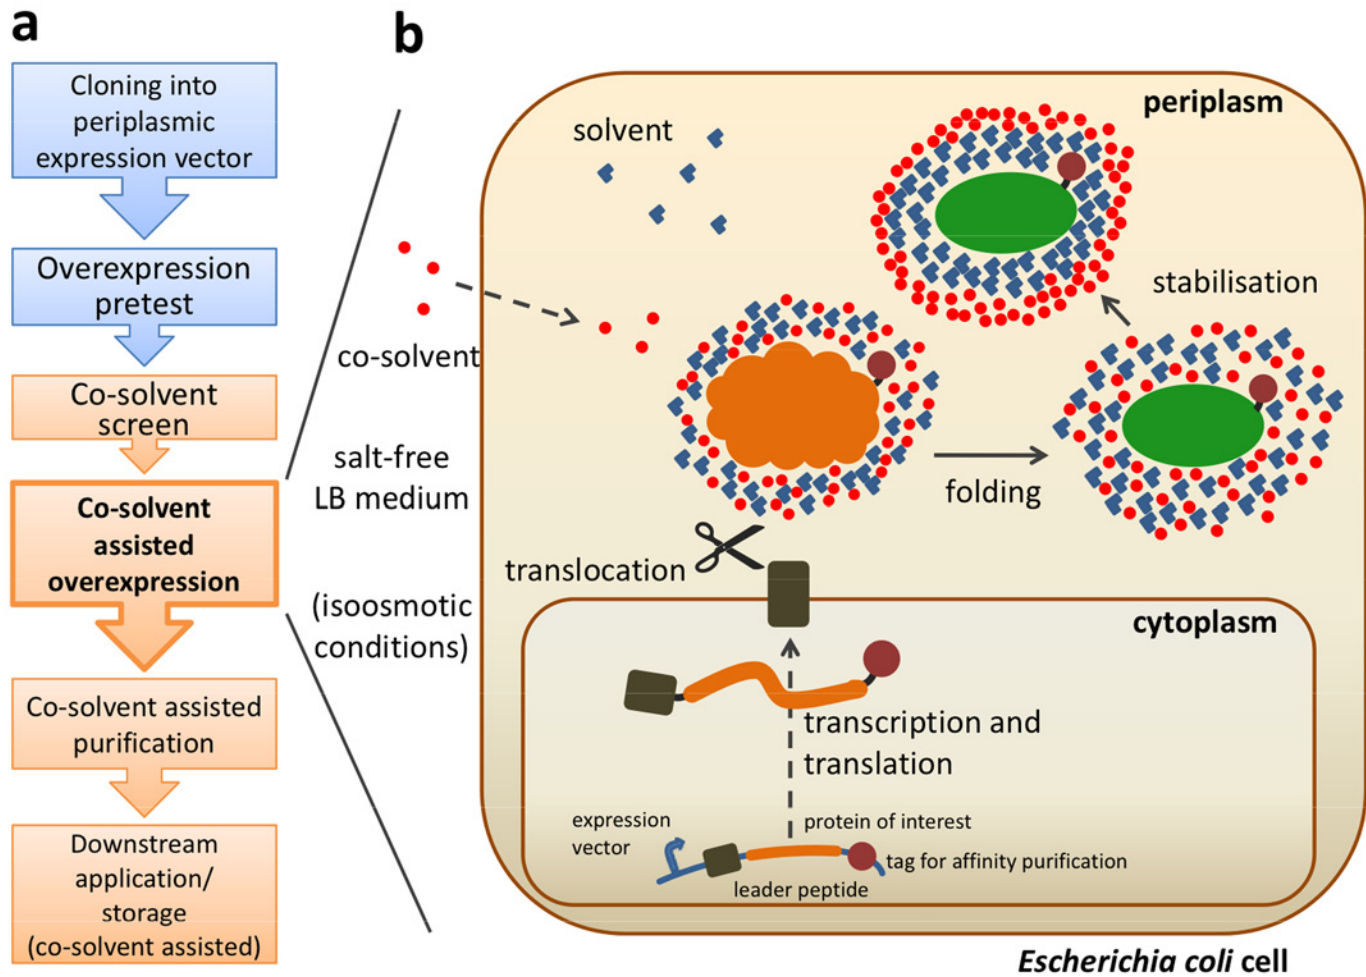 a
Cloning into
periplasmic
expression vector
Overexpression
pretest
Co-solvent
screen
Co-solvent
assisted
overexpression
Co-solvent assisted
purification
Downstream
application/
storage
(co-solvent assisted)
b
periplasm
solvent
stabilisation
co-solvent
salt-free
LB medium
folding
translocation
(isoosmotic
conditions)
cytoplasm
transcription and
translation
expression
vector
protein of interest
tag for affinity purification
leader peptide
Escherichia coli cell